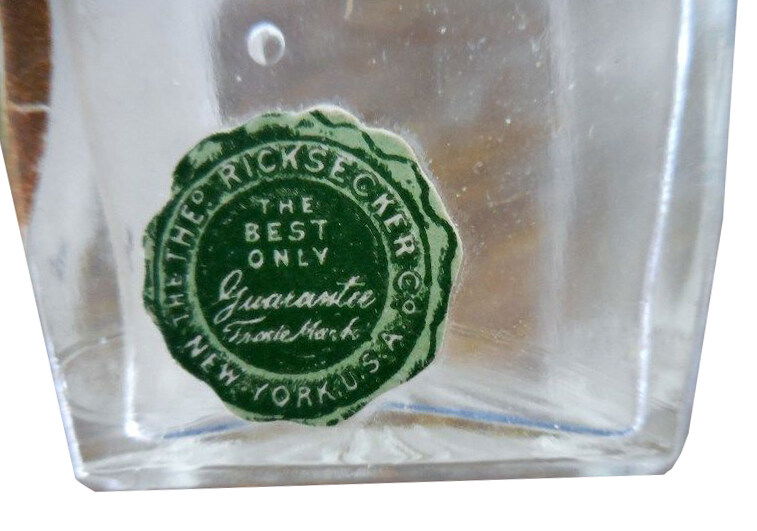 THE THEO. RICKSECKER CO.
THE
BEST
ONLY
Guarantee
Trade Mark
NEW-YORK.U.S.A.